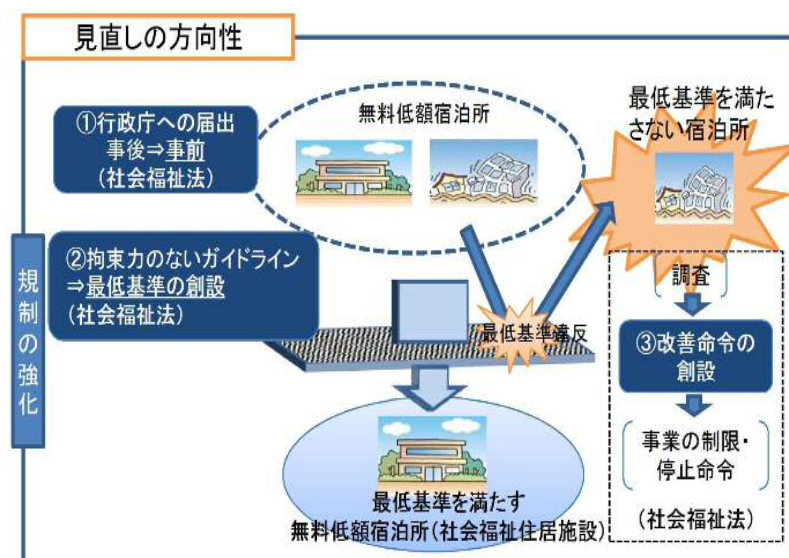 見直しの方向性
①行政庁への届出
事後⇒事前
(社会福祉法)
無料低額宿泊所
最低基準を満た
さない宿泊所
規制の強化
②拘束力のないガイドライン
⇒最低基準の創設
(社会福祉法)
最低基準違反
調査
③改善命令の
創設
事業の制限・
停止命令
(社会福祉法)
最低基準を満たす
無料低額宿泊所(社会福祉住居施設)